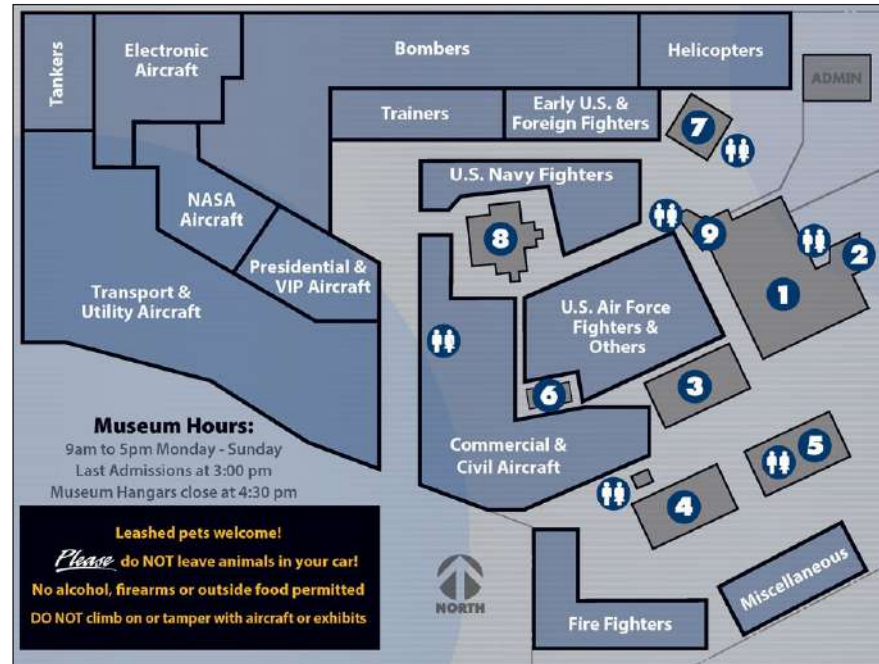 Tankers
Electronic
Aircraft
Bombers
Helicopters
ADMIN
Trainers
Early U.S. &
Foreign Fighters
7
U.S. Navy Fighters
NASA
Aircraft
8
9
2
1
Presidential &
VIP Aircraft
Transport &
Utility Aircraft
U.S. Air Force
Fighters &
Others
3
6
Commercial &
Civil Aircraft
5
4
Museum Hours:
9am to 5pm Monday - Sunday
Last Admissions at 3:00 pm
Museum Hangars close at 4:30 pm
Leashed pets welcome!
Please do NOT leave animals in your car!
No alcohol, firearms or outside food permitted
DO NOT climb on or tamper with aircraft or exhibits
NORTH
Fire Fighters
Miscellaneous